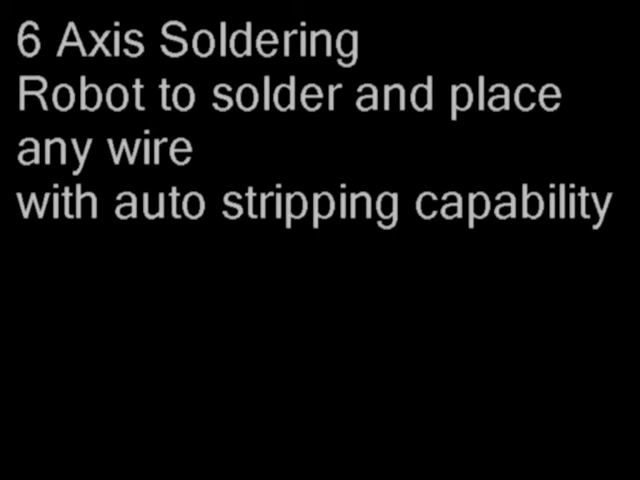 6 Axis Soldering
Robot to solder and place
any wire
with auto stripping capability